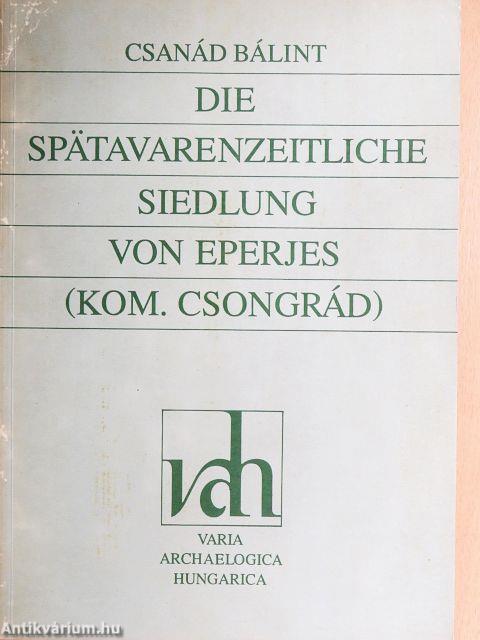 CSANÁD BÁLINT
DIE
SPÄTAVARENZEITLICHE
SIEDLUNG
VON EPERJES
(KOM. CSONGRÁD)
vah
VARIA
ARCHAELOGICA
HUNGARICA
Antikvárium.hu